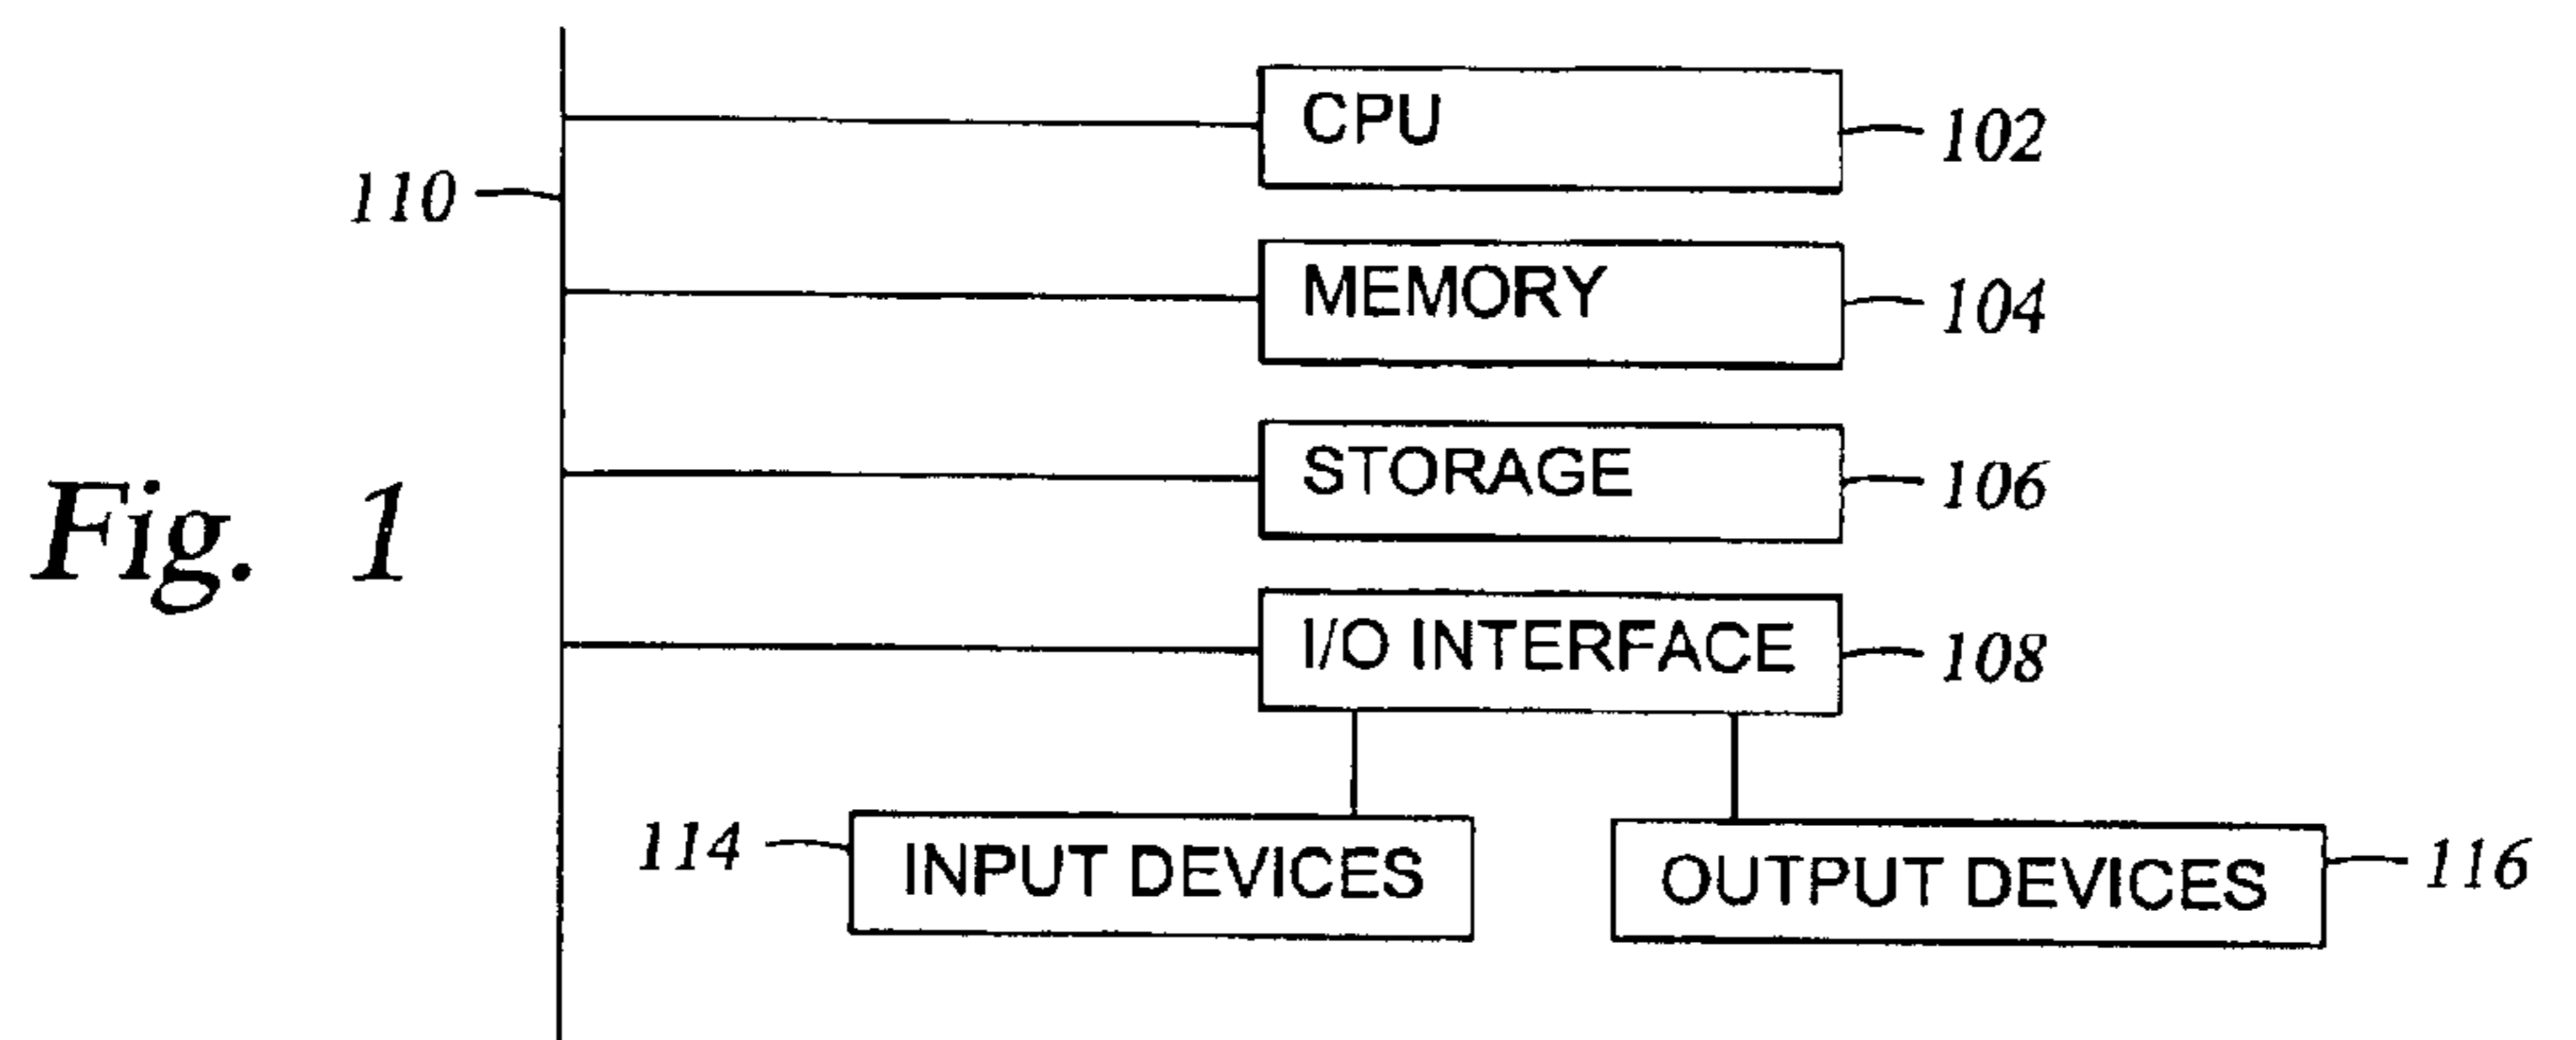 CPU
102
110
MEMORY
104
STORAGE
106
Fig. 1
I/O INTERFACE
108
114
INPUT DEVICES
OUTPUT DEVICES
116